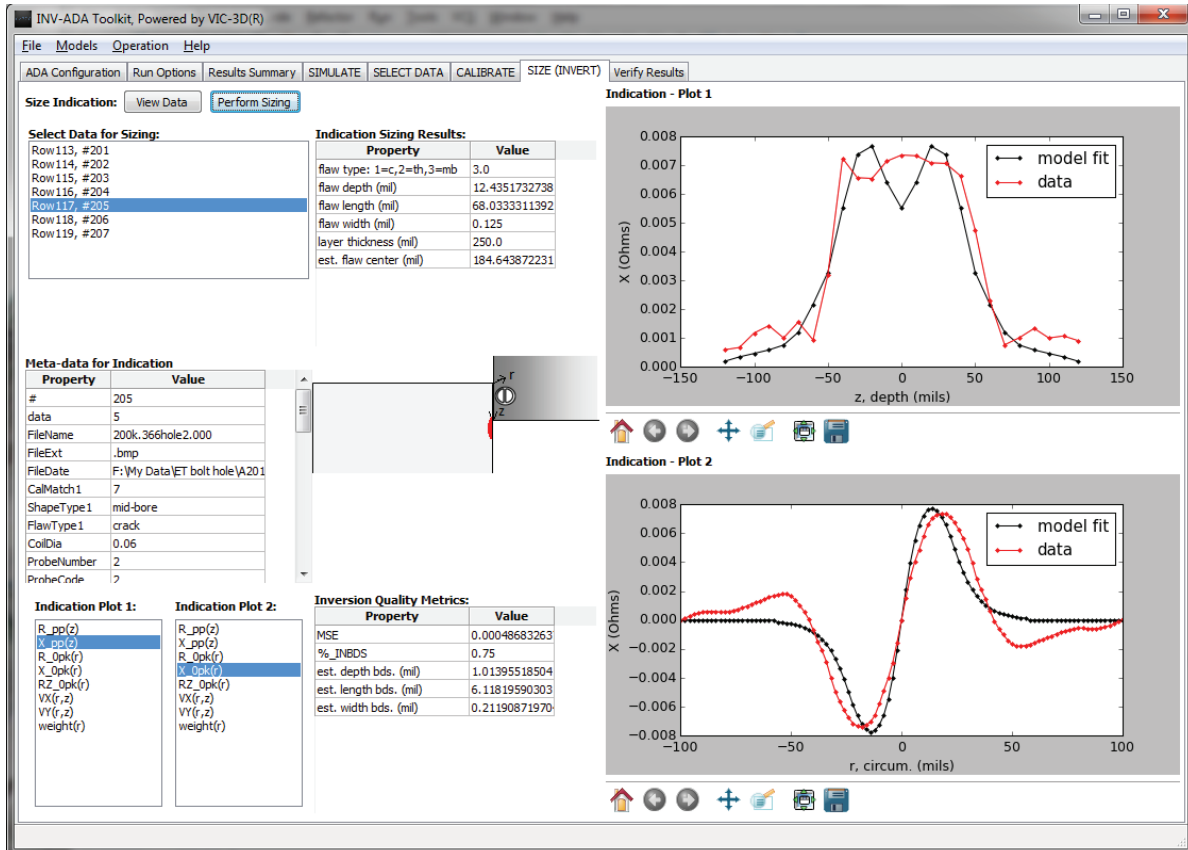 INV-ADA Toolkit, Powered by VIC-3D(R)
File Models Operation Help
ADA Configuration Run Options Results Summary SIMULATE SELECT DATA CALIBRATE SIZE (INVERT) Verify Results
Size Indication: View Data Perform Sizing
Select Data for Sizing:
Row113, #201
Row114, #202
Row115, #203
Row116, #204
Row117, #205
Row118, #206
Row119, #207
Indication Sizing Results:
Property Value
flaw type: 1=c,2=th,3=mb 3.0
flaw depth (mil) 12.4351732738
flaw length (mil) 68.0333311392
flaw width (mil) 0.125
layer thickness (mil) 250.0
est. flaw center (mil) 184.643872231
Meta-data for Indication
Property Value
# 205
data 5
FileName 200k.366hole2.000
FileExt .bmp
FileDate F:\My Data\ET bolt hole\A201
CalMatch1 7
ShapeType1 mid-bore
FlawType1 crack
CoilDia 0.06
ProbeNumber 2
ProbeCode 2
r
z
Indication Plot 1:
R_pp(z)
X_pp(z)
R_0pk(r)
X_0pk(r)
RZ_0pk(r)
VX(r,z)
VY(r,z)
weight(r)
Indication Plot 2:
R_pp(z)
X_pp(z)
R_0pk(r)
X_0pk(r)
RZ_0pk(r)
VX(r,z)
VY(r,z)
weight(r)
Inversion Quality Metrics:
Property Value
MSE 0.00048683263
%_INBDS 0.75
est. depth bds. (mil) 1.01395518504
est. length bds. (mil) 6.11819590303
est. width bds. (mil) 0.21190871970
Indication - Plot 1
0.008
0.007
0.006
0.005
0.004
0.003
0.002
0.001
0.000
X (Ohms)
model fit
data
−150 −100 −50 0 50 100 150
z, depth (mils)
Indication - Plot 2
0.008
0.006
0.004
0.002
0.000
−0.002
−0.004
−0.006
−0.008
X (Ohms)
model fit
data
−100 −50 0 50 100
r, circum. (mils)